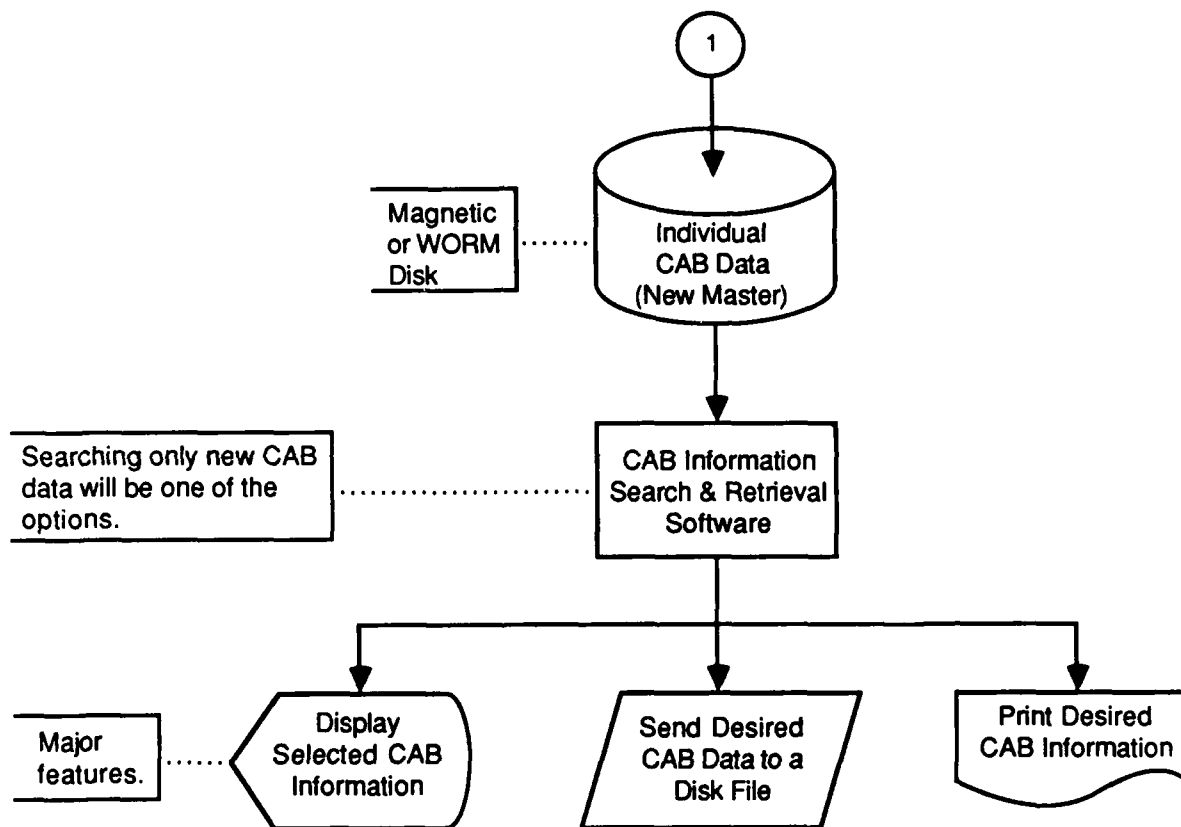 1
Magnetic
or WORM
Disk
Individual
CAB Data
(New Master)
Searching only new CAB
data will be one of the
options.
CAB Information
Search & Retrieval
Software
Major
features.
Display
Selected CAB
Information
Send Desired
CAB Data to a
Disk File
Print Desired
CAB Information